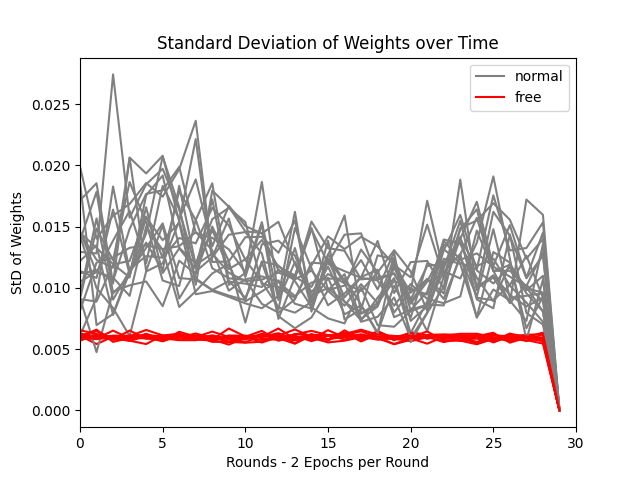 Standard Deviation of Weights over Time
normal
free
StD of Weights
0.025
0.020
0.015
0.010
0.005
0.000
0
5
10
15
20
25
30
Rounds - 2 Epochs per Round